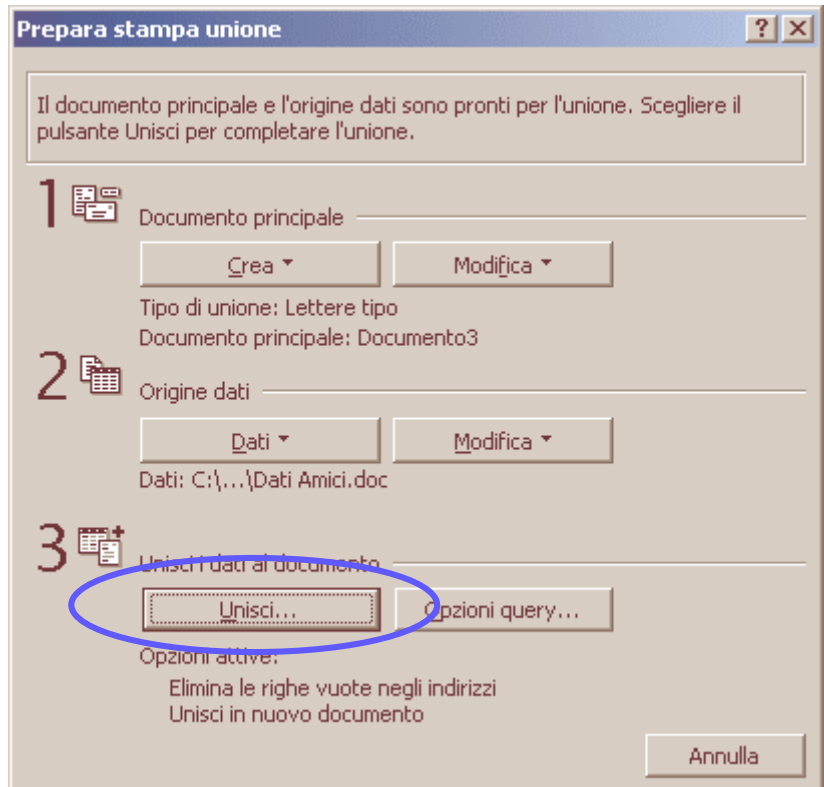 Prepara stampa unione
Il documento principale e l'origine dati sono pronti per l'unione. Scegliere il
pulsante Unisci per completare l'unione.
1
Documento principale
Crea Modifica
Tipo di unione: Lettere tipo
Documento principale: Documento3
2
Origine dati
Dati Modifica
Dati: C:\...\Dati Amici.doc
3
Unisci i dati al documento
Unisci... Opzioni query...
Opzioni attive:
Elimina le righe vuote negli indirizzi
Unisci in nuovo documento
Annulla